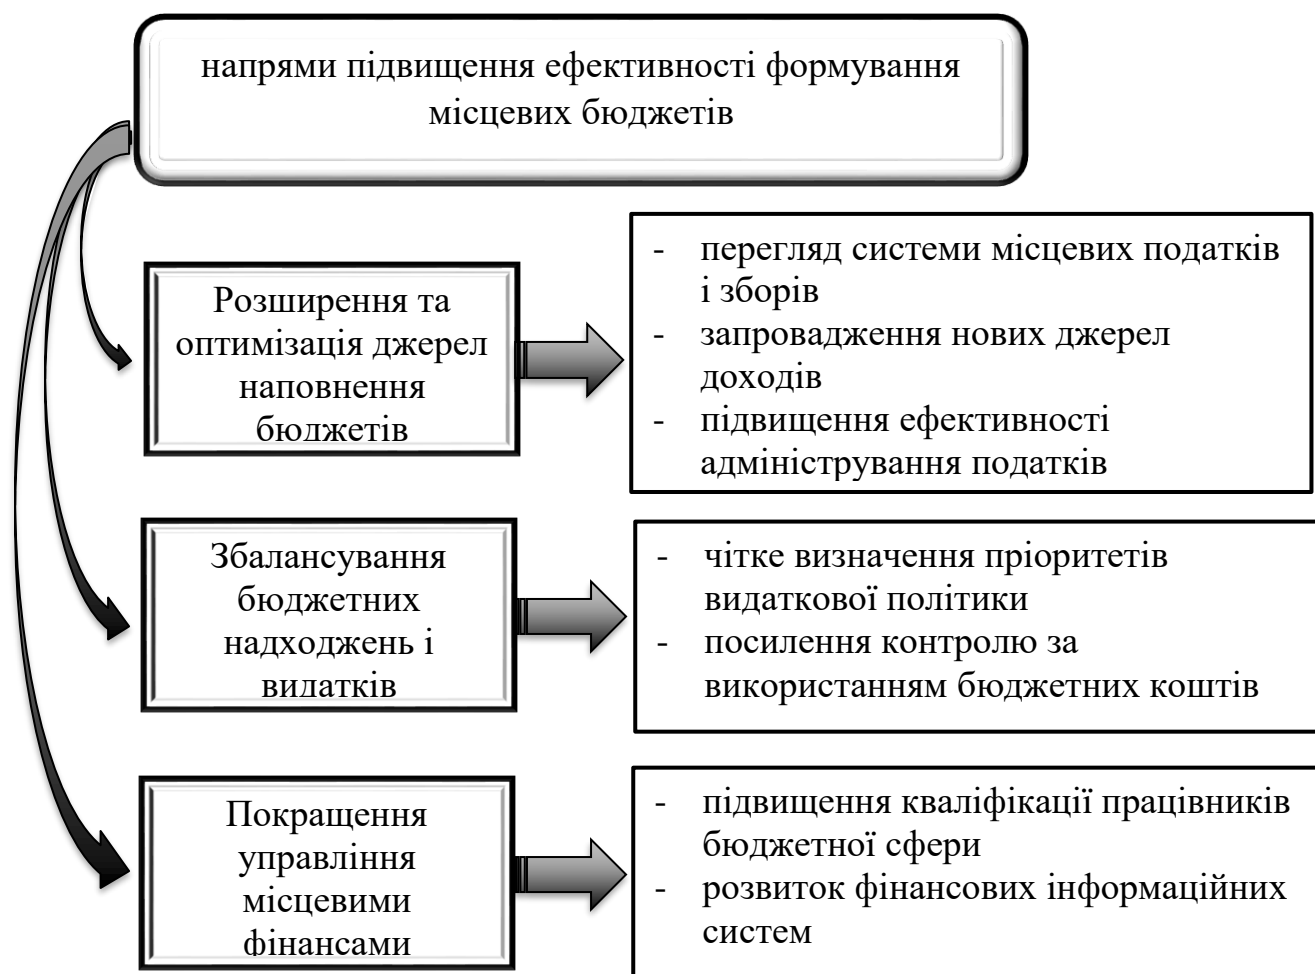 напрями підвищення ефективності формування
місцевих бюджетів
Розширення та
оптимізація джерел
наповнення
бюджетів
- перегляд системи місцевих податків
і зборів
- запровадження нових джерел
доходів
- підвищення ефективності
адміністрування податків
Збалансування
бюджетних
надходжень і
видатків
- чітке визначення пріоритетів
видаткової політики
- посилення контролю за
використанням бюджетних коштів
Покращення
управління
місцевими
фінансами
- підвищення кваліфікації працівників
бюджетної сфери
- розвиток фінансових інформаційних
систем